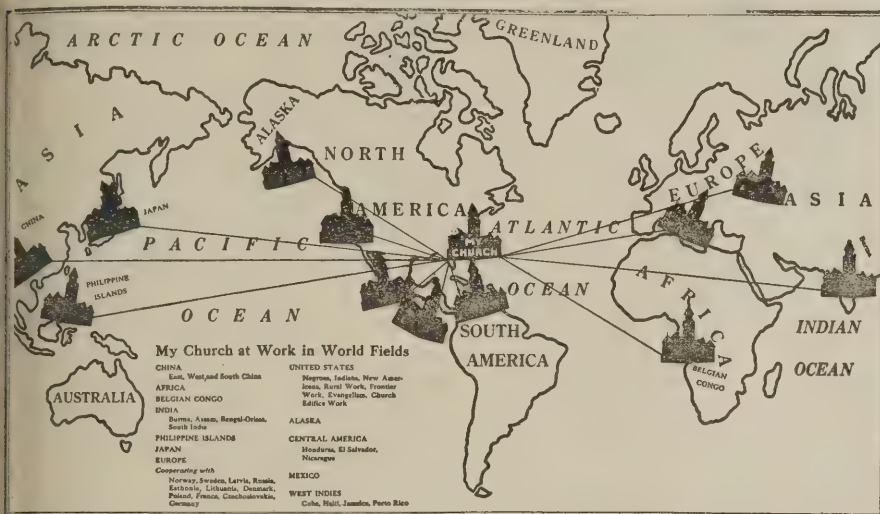 ARCTIC OCEAN
GREENLAND
ASIA
ALASKA
NORTH
AMERICA
EUROPE
ASIA
CHINA
JAPAN
ATLANTIC
MY
CHURCH
PACIFIC
PHILIPPINE
ISLANDS
OCEAN
AFRICA
OCEAN
INDIAN
OCEAN
SOUTH
AMERICA
BELGIAN
CONGO
AUSTRALIA
My Church at Work in World Fields
CHINA
East, West, and South China
AFRICA
BELGIAN CONGO
INDIA
Burma, Assam, Bengal-Orissa,
South India
PHILIPPINE ISLANDS
JAPAN
EUROPE
Cooperating with
Norway, Sweden, Latvia, Russia,
Esthonia, Lithuania, Denmark,
Poland, France, Czechoslovakia,
Germany
UNITED STATES
Negroes, Indians, New Amer-
icans, Rural Work, Frontier
Work, Evangelism, Church
Edifice Work
ALASKA
CENTRAL AMERICA
Honduras, El Salvador,
Nicaragua
MEXICO
WEST INDIES
Cuba, Haiti, Jamaica, Porto Rico